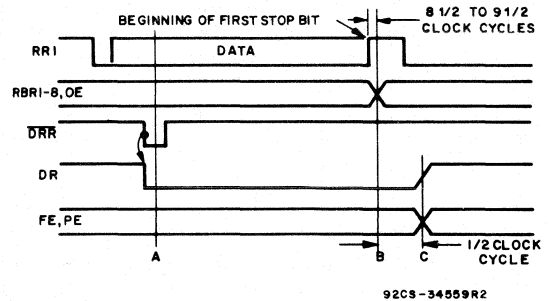 BEGINNING OF FIRST STOP BIT
8 1/2 TO 9 1/2
CLOCK CYCLES
RRI
DATA
RBRI-8, OE
DRR
DR
FE, PE
A
B
C
1/2 CLOCK
CYCLE
92CS-34559R2